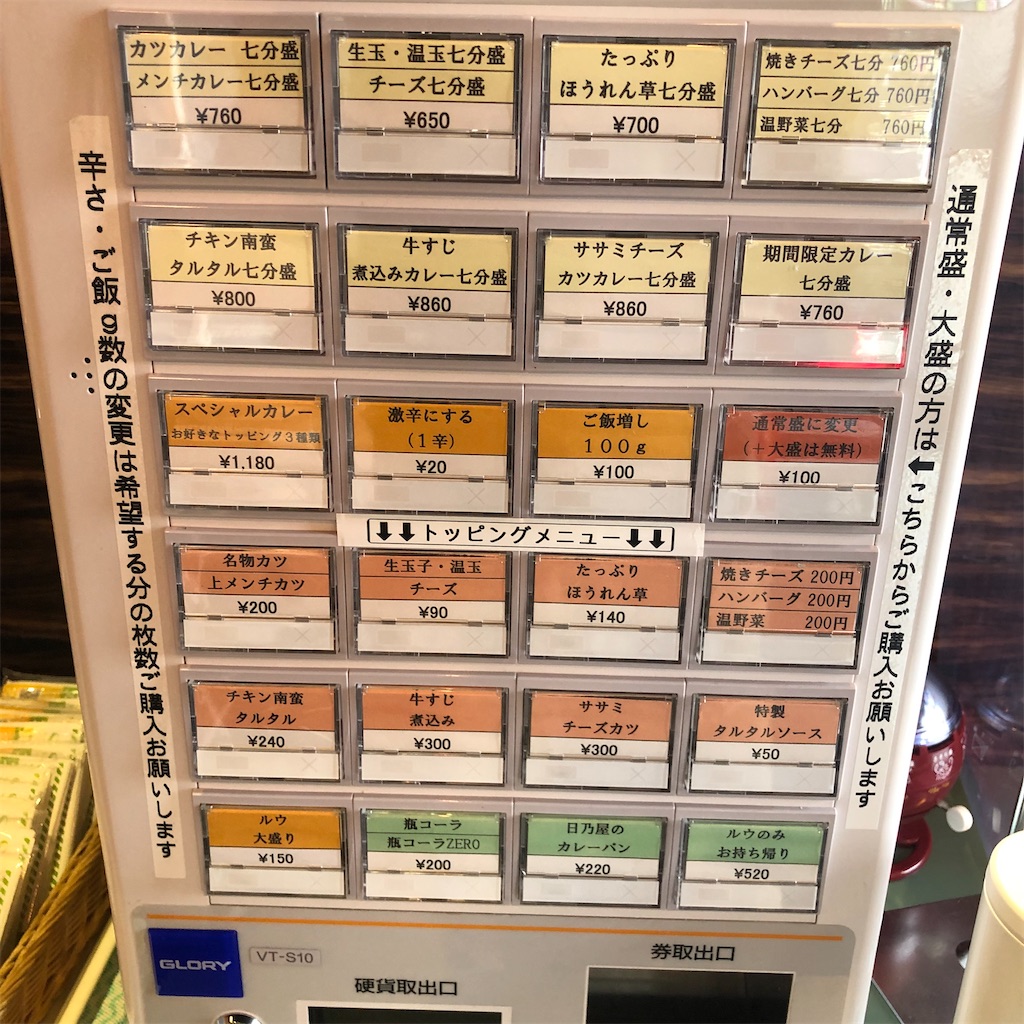 カツカレー 七分盛
メンチカレー七分盛
¥760
生玉・温玉七分盛
チーズ七分盛
¥650
たっぷり
ほうれん草七分盛
¥700
焼きチーズ七分 760円
ハンバーグ七分 760円
温野菜七分 760円
チキン南蛮
タルタル七分盛
¥800
牛すじ
煮込みカレー七分盛
¥860
ササミチーズ
カツカレー七分盛
¥860
期間限定カレー
七分盛
¥760
スペシャルカレー
お好きなトッピング3種類
¥1,180
激辛にする
(1辛)
¥20
ご飯増し
100g
¥100
通常盛に変更
(+大盛は無料)
¥100
⬇⬇トッピングメニュー⬇⬇
名物カツ
上メンチカツ
¥200
生玉子・温玉
チーズ
¥90
たっぷり
ほうれん草
¥140
焼きチーズ 200円
ハンバーグ 200円
温野菜 200円
チキン南蛮
タルタル
¥240
牛すじ
煮込み
¥300
ササミ
チーズカツ
¥300
特製
タルタルソース
¥50
ルウ
大盛り
¥150
瓶コーラ
瓶コーラZERO
¥200
日乃屋の
カレーパン
¥220
ルウのみ
お持ち帰り
¥520
辛さ・ご飯g数の変更は希望する分の枚数ご購入お願いします
通常盛・大盛の方は⬅こちらからご購入お願いします
GLORY
VT-S10
硬貨取出口
券取出口